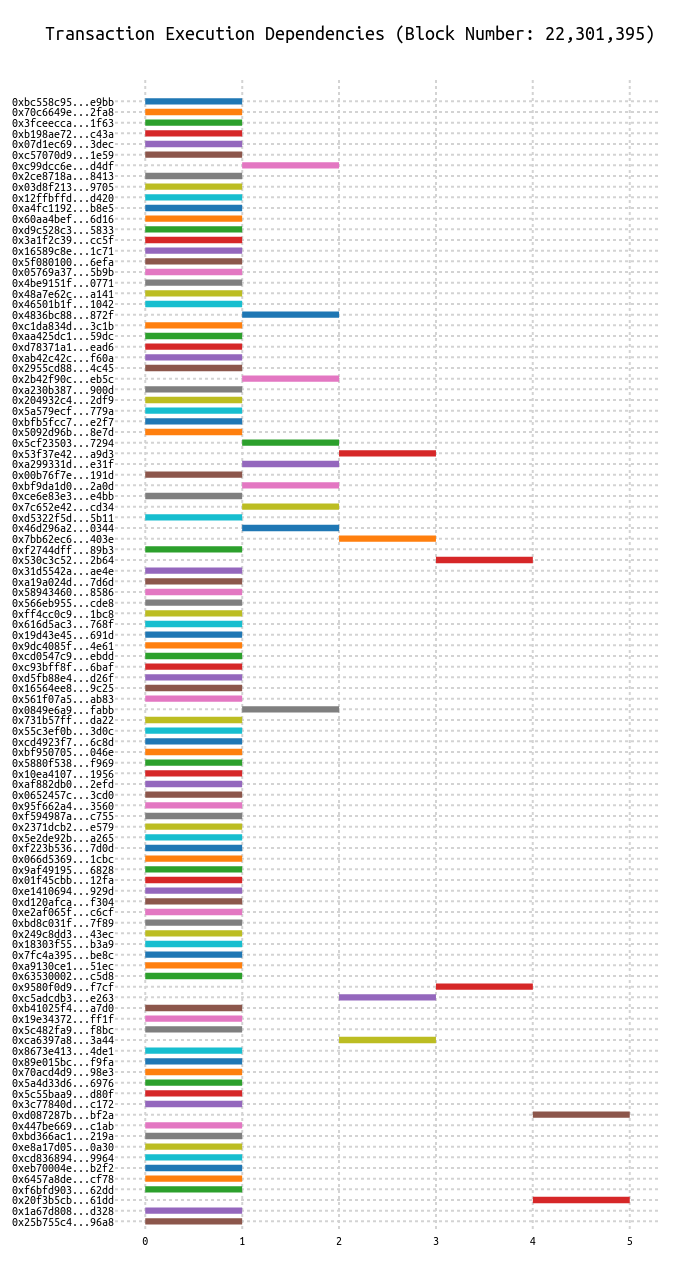 Transaction Execution Dependencies (Block Number: 22,301,395)
0xbc558c95...e9bb
0x70c6649e...2fa8
0x3fceecca...1f63
0xb198ae72...c43a
0x07d1ec69...3dec
0xc57070d9...1e59
0xc99dcc6e...d4df
0x2ce8718a...8413
0x03d8f213...9705
0x12ffbffd...d420
0xa4fc1192...b8e5
0x60aa4bef...6d16
0xd9c528c3...5833
0x3a1f2c39...cc5f
0x16589c8e...1c71
0x5f080100...6efa
0x05769a37...5b9b
0x4be9151f...0771
0x48a7e62c...a141
0x46501b1f...1042
0x4836bc88...872f
0xc1da834d...3c1b
0xaa425dc1...59dc
0xd78371a1...ead6
0xab42c42c...f60a
0x2955cd88...4c45
0x2b42f90c...eb5c
0xa230b387...900d
0x204932c4...2df9
0x5a579ecf...779a
0xbfb5fcc7...e2f7
0x5092d96b...8e7d
0x5cf23503...7294
0x53f37e42...a9d3
0xa299331d...e31f
0x00b76f7e...191d
0xbf9da1d0...2a0d
0xce6e83e3...e4bb
0x7c652e42...cd34
0xd5322f5d...5b11
0x46d296a2...0344
0x7bb62ec6...403e
0xf2744dff...89b3
0x530c3c52...2b64
0x31d5542a...ae4e
0xa19a024d...7d6d
0x58943460...8586
0x566eb955...cde8
0xff4cc0c9...1bc8
0x616d5ac3...768f
0x19d43e45...691d
0x9dc4085f...4e61
0xcd0547c9...ebdd
0xc93bff8f...6baf
0xd5fb88e4...d26f
0x16564ee8...9c25
0x561f07a5...ab83
0x0849e6a9...fabb
0x731b57ff...da22
0x55c3ef0b...3d0c
0xcd4923f7...6c8d
0xbf950705...046e
0x5880f538...f969
0x10ea4107...1956
0xaf882db0...2efd
0x0652457c...3cd0
0x95f662a4...3560
0xf594987a...c755
0x2371dcb2...e579
0x5e2de92b...a265
0xf223b536...7d0d
0x066d5369...1cbc
0x9af49195...6828
0x01f45cbb...12fa
0xe1410694...929d
0xd120afca...f304
0xe2af065f...c6cf
0xbd8c031f...7f89
0x249c8dd3...43ec
0x18303f55...b3a9
0x7fc4a395...be8c
0xa9130ce1...51ec
0x63530002...c5d8
0x9580f0d9...f7cf
0xc5adcdb3...e263
0xb41025f4...a7d0
0x19e34372...ff1f
0x5c482fa9...f8bc
0xca6397a8...3a44
0x8673e413...4de1
0x89e015bc...f9fa
0x70acd4d9...98e3
0x5a4d33d6...6976
0x5c55baa9...d80f
0x3c77840d...c172
0xd087287b...bf2a
0x447be669...c1ab
0xbd366ac1...219a
0xe8a17d05...0a30
0xcd836894...9964
0xeb70004e...b2f2
0x6457a8de...cf78
0xf6bfd903...62dd
0x20f3b5cb...61dd
0x1a67d808...d328
0x25b755c4...96a8
0 1 2 3 4 5